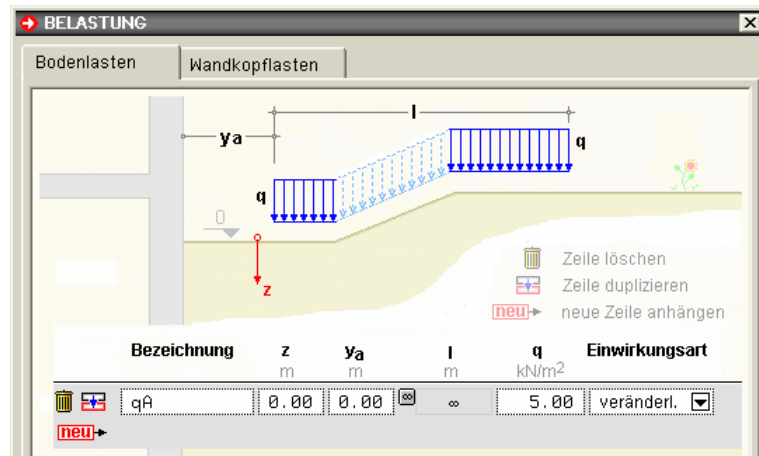 BELASTUNG
Bodenlasten Wandkopflasten
l
ya
q
q
0
z
Zeile löschen
Zeile duplizieren
neu neue Zeile anhängen
Bezeichnung z ya l q Einwirkungsart
m m m kN/m²
qA 0.00 0.00 ∞ ∞ 5.00 veränderl.
neu